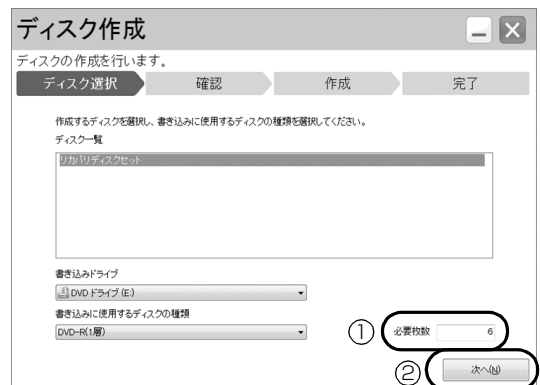 ディスク作成
ディスクの作成を行います。
ディスク選択 確認 作成 完了
作成するディスクを選択し、書き込みに使用するディスクの種類を選択してください。
ディスク一覧
リカバリディスクセット
書き込みドライブ
DVD ドライブ (E:)
書き込みに使用するディスクの種類
DVD-R(1層)
① 必要枚数 6
② 次へ(N)